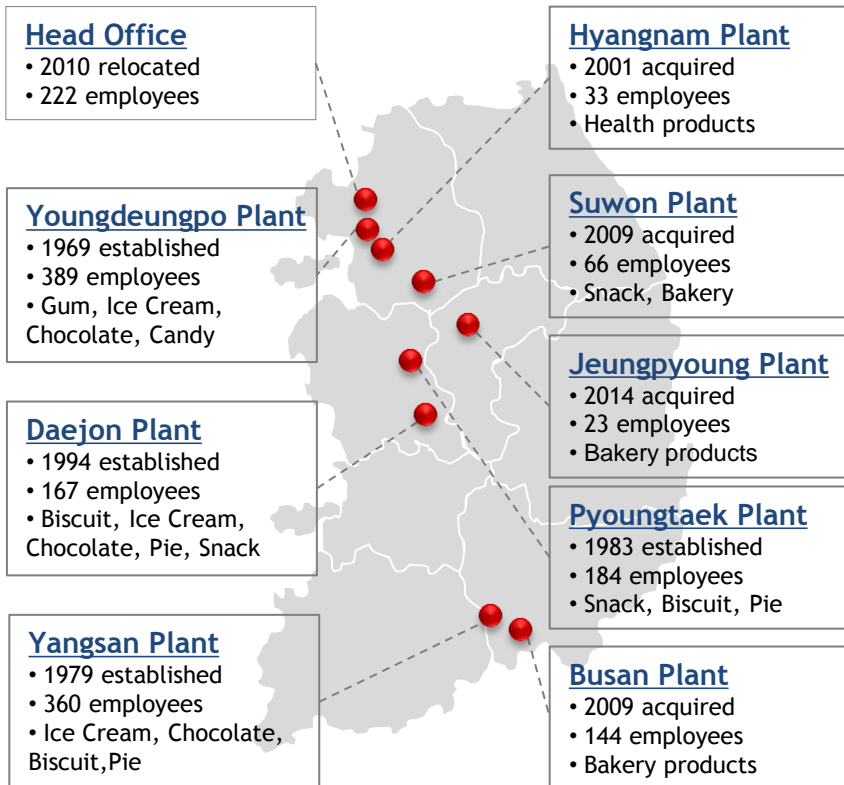 Head Office
• 2010 relocated
• 222 employees
Hyangnam Plant
• 2001 acquired
• 33 employees
• Health products
Youngdeungpo Plant
• 1969 established
• 389 employees
• Gum, Ice Cream,
Chocolate, Candy
Suwon Plant
• 2009 acquired
• 66 employees
• Snack, Bakery
Jeungpyoung Plant
• 2014 acquired
• 23 employees
• Bakery products
Daejon Plant
• 1994 established
• 167 employees
• Biscuit, Ice Cream,
Chocolate, Pie, Snack
Pyoungtaek Plant
• 1983 established
• 184 employees
• Snack, Biscuit, Pie
Yangsan Plant
• 1979 established
• 360 employees
• Ice Cream, Chocolate,
Biscuit,Pie
Busan Plant
• 2009 acquired
• 144 employees
• Bakery products